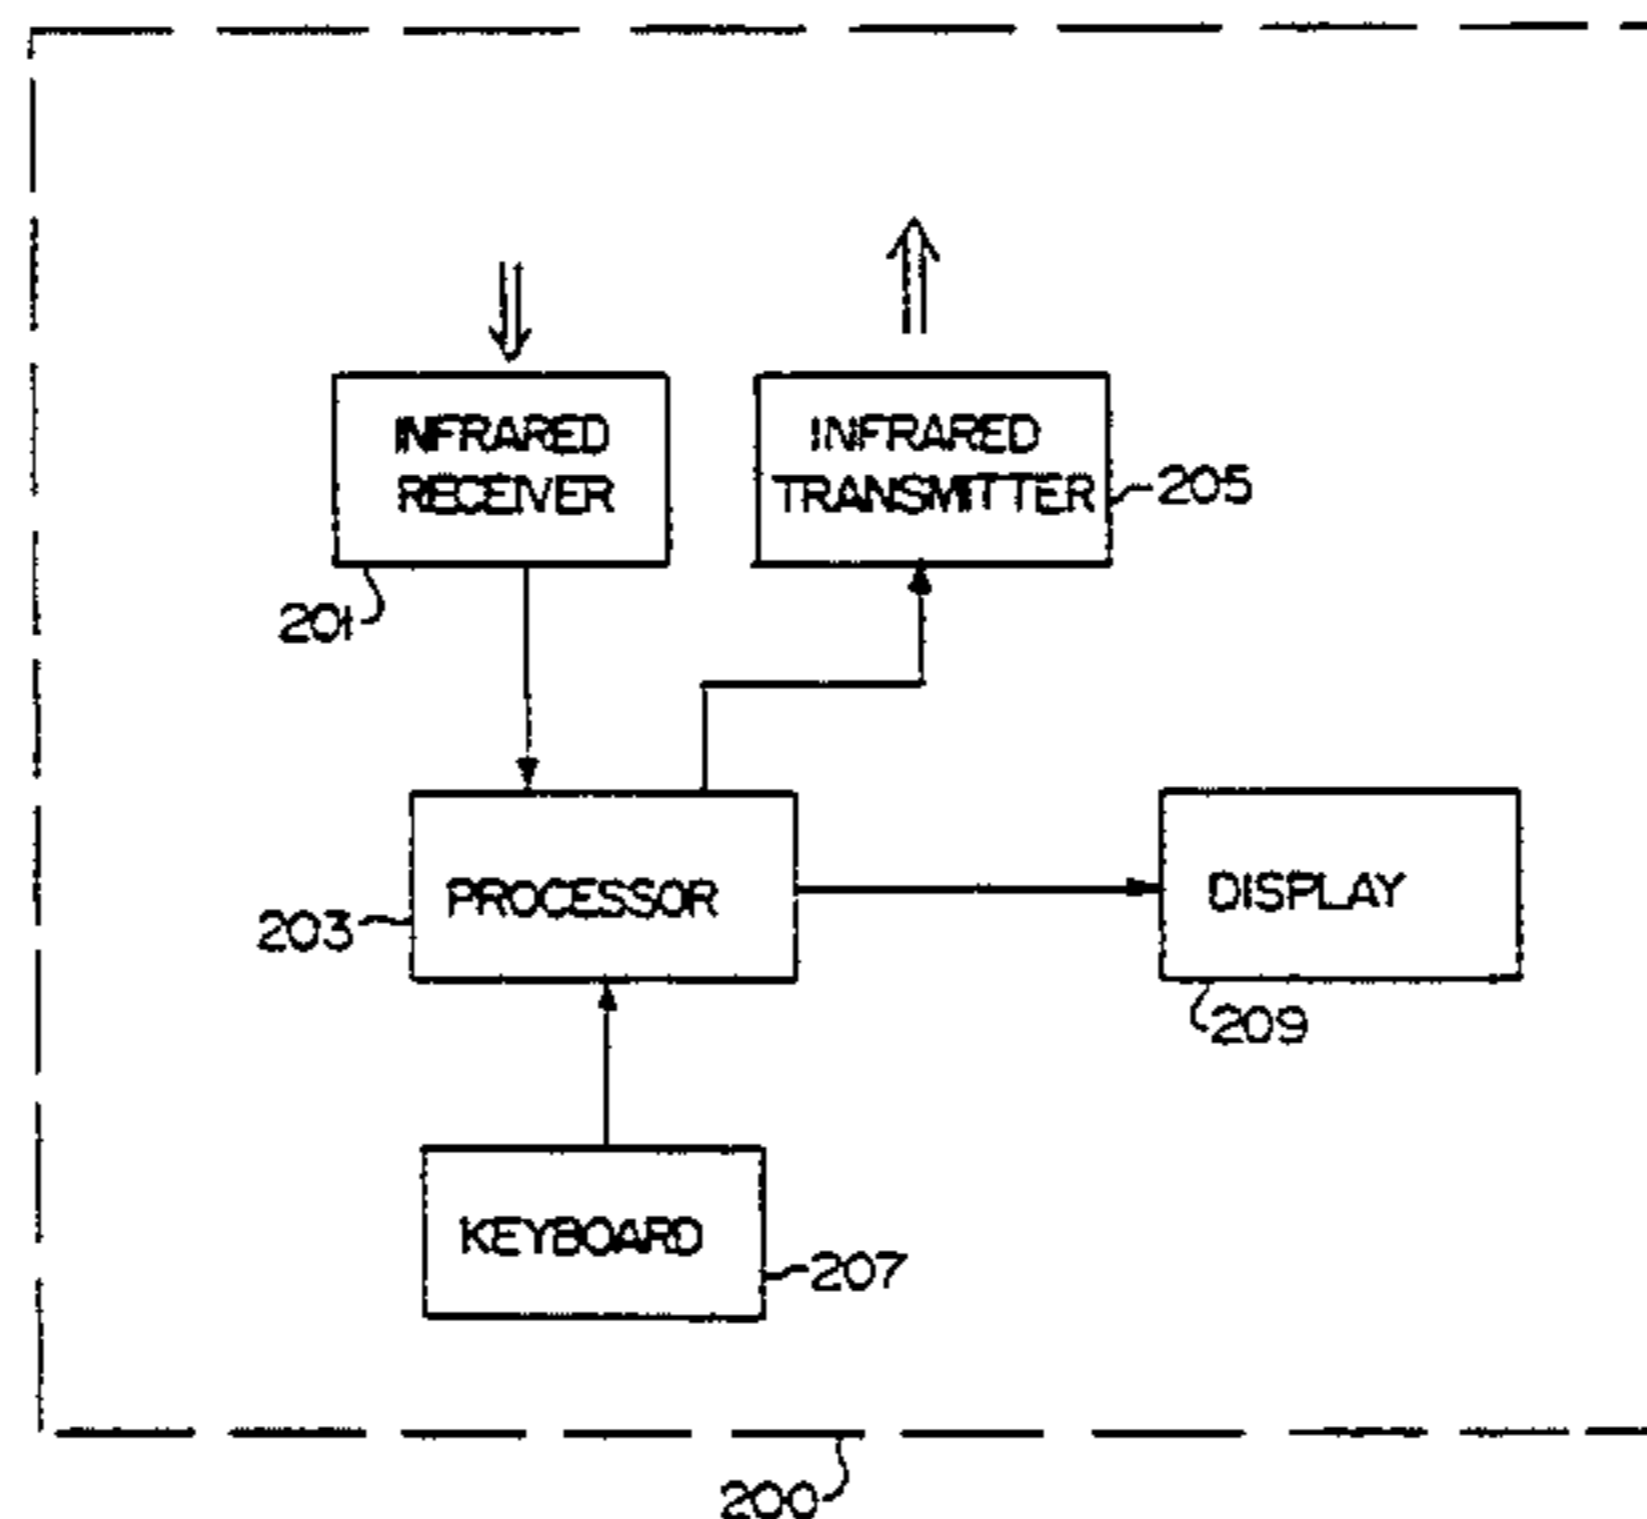 INFRARED
RECEIVER
INFRARED
TRANSMITTER
205
201
PROCESSOR
203
DISPLAY
209
KEYBOARD
207
200